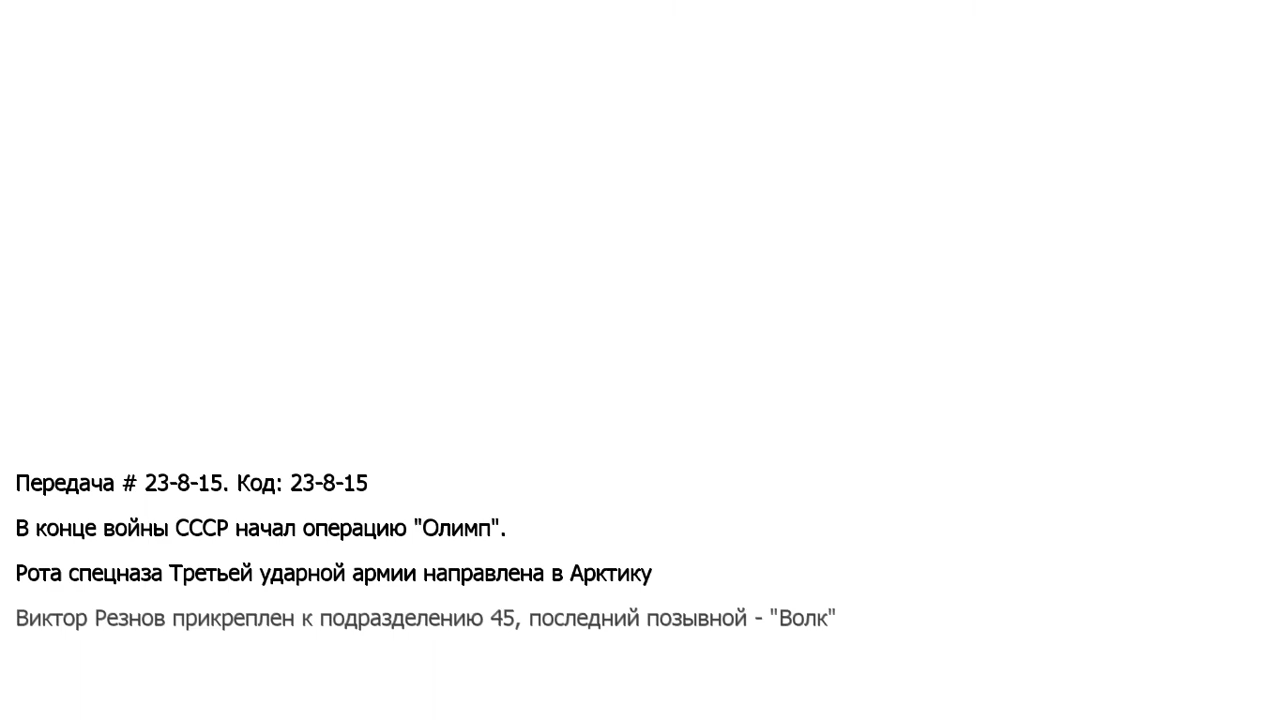 Передача # 23-8-15. Код: 23-8-15
В конце войны СССР начал операцию "Олимп".
Рота спецназа Третьей ударной армии направлена в Арктику
Виктор Резнов прикреплен к подразделению 45, последний позывной - "Волк"